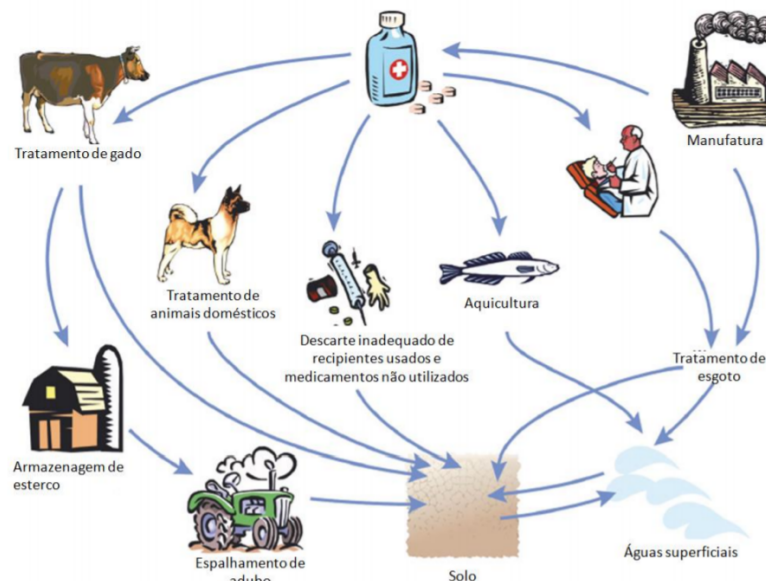 Tratamento de gado
Manufatura
Tratamento de
animais domésticos
Descarte inadequado de
recipientes usados e
medicamentos não utilizados
Aquicultura
Tratamento de
esgoto
Armazenagem de
esterco
Espalhamento de
adubo
Solo
Águas superficiais